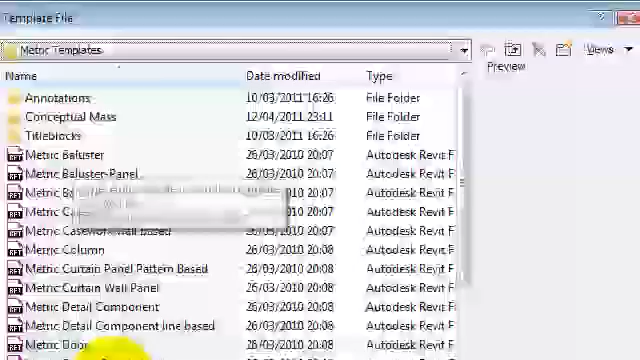 Template File
Metric Templates
Views
Name Date modified Type
Preview
Annotations 10/03/2011 16:26 File Folder
Conceptual Mass 12/04/2011 23:11 File Folder
Titleblocks 10/03/2011 16:26 File Folder
Metric Baluster 26/03/2010 20:07 Autodesk Revit F
Metric Baluster-Panel 26/03/2010 20:07 Autodesk Revit F
Metric 26/03/2010 20:07 Autodesk Revit F
Metric 26/03/2010 20:07 Autodesk Revit F
Metric Casework wall based 26/03/2010 20:07 Autodesk Revit F
Metric Column 26/03/2010 20:08 Autodesk Revit F
Metric Curtain Panel Pattern Based 26/03/2010 20:08 Autodesk Revit F
Metric Curtain Wall Panel 26/03/2010 20:08 Autodesk Revit F
Metric Detail Component 26/03/2010 20:08 Autodesk Revit F
Metric Detail Component line based 26/03/2010 20:08 Autodesk Revit F
Metric Door 26/03/2010 20:08 Autodesk Revit F